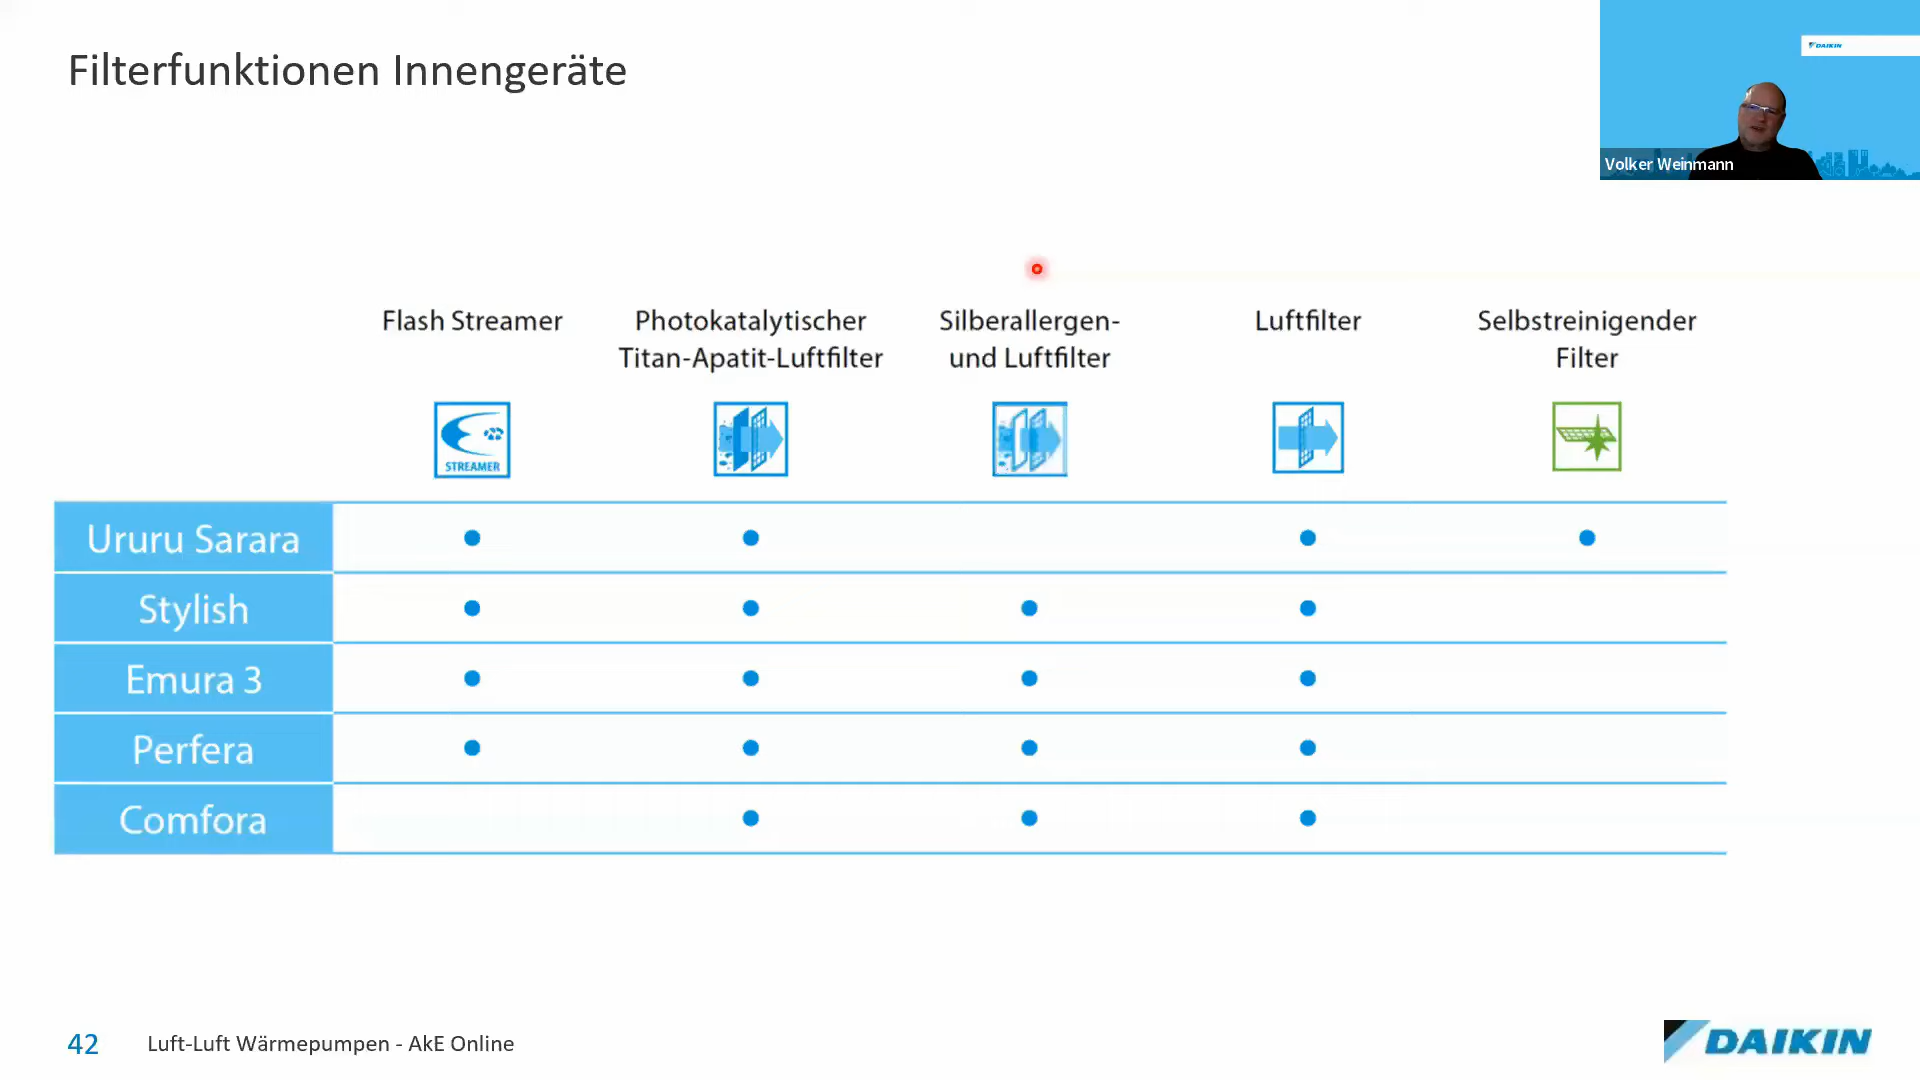 Filterfunktionen Innengeräte
DAIKIN
Volker Weinmann
Flash Streamer
Photokatalytischer
Titan-Apatit-Luftfilter
Silberallergen-
und Luftfilter
Luftfilter
Selbstreinigender
Filter
STREAMER
Ururu Sarara
Stylish
Emura 3
Perfera
Comfora
42
Luft-Luft Wärmepumpen - AkE Online
DAIKIN